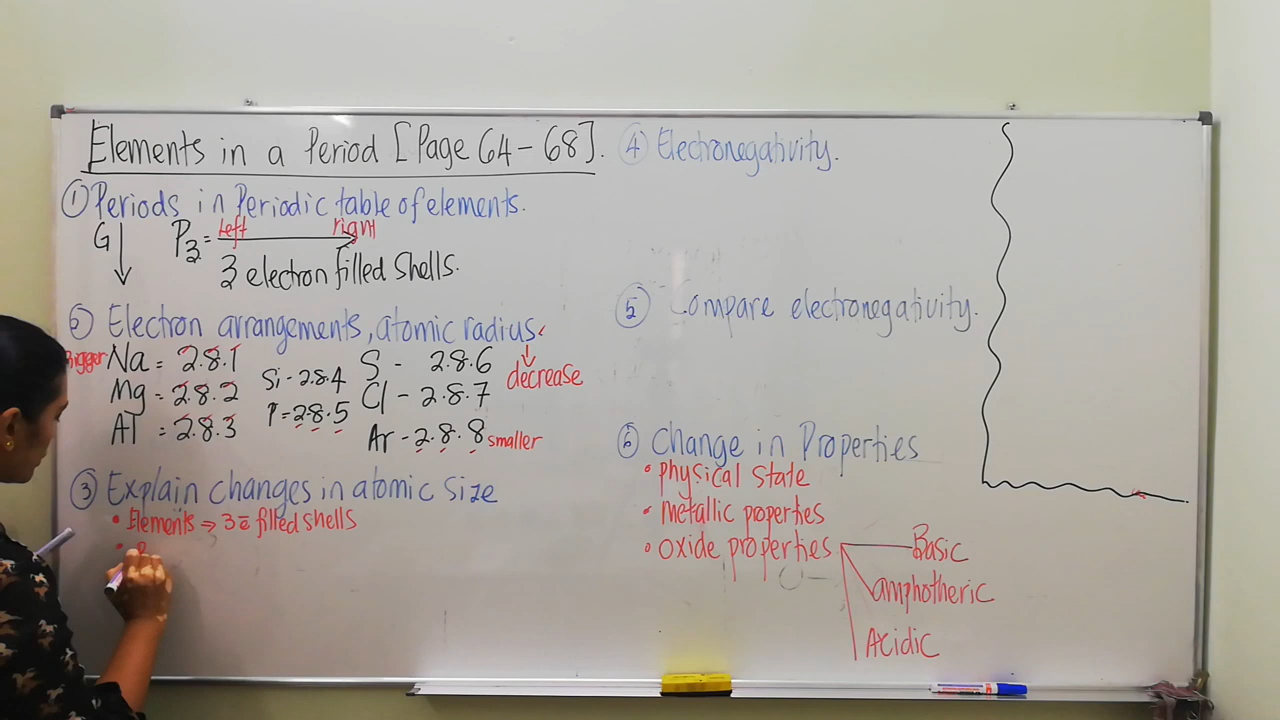 Elements in a Period [Page 64 – 68].
① Periods in Periodic table of elements.
G
P3 = left right
3 electron filled shells.
② Electron arrangements, atomic radius
decrease
Bigger Na = 2.8.1
Mg = 2.8.2
Al = 2.8.3
Si - 2.8.4
P = 2.8.5
S - 2.8.6
Cl - 2.8.7
Ar - 2.8.8 smaller
③ Explain changes in atomic size
• Elements → 3ē filled shells
④ Electronegativity.
⑤ Compare electronegativity.
⑥ Change in Properties
• physical state
• metallic properties
• oxide properties
Basic
amphotheric
Acidic